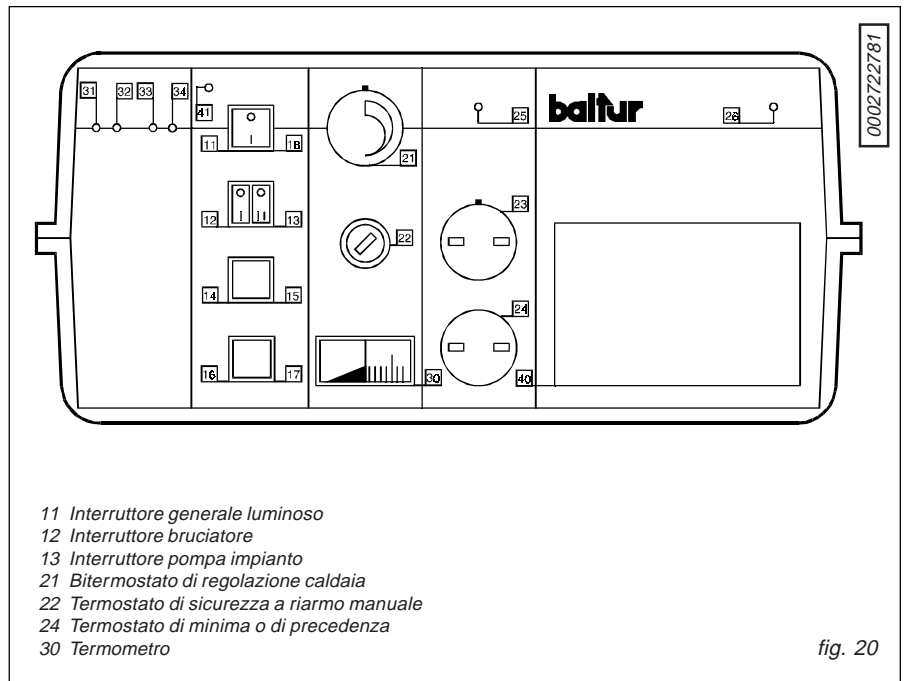 0002722781
31 32 33 34
41
baltur
25
26
11 18
I
21
12 13
I II
23
22
14 15
24
16 17
30
40
11 Interruttore generale luminoso
12 Interruttore bruciatore
13 Interruttore pompa impianto
21 Bitermostato di regolazione caldaia
22 Termostato di sicurezza a riarmo manuale
24 Termostato di minima o di precedenza
30 Termometro
fig. 20